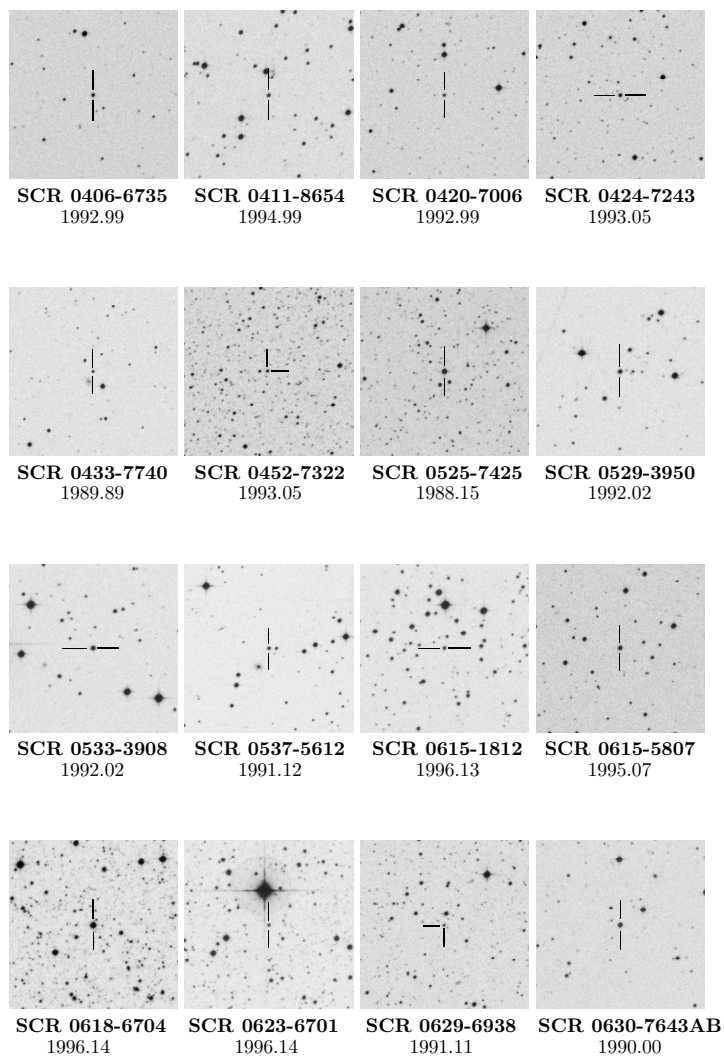 SCR 0406-6735 SCR 0411-8654 SCR 0420-7006 SCR 0424-7243
1992.99 1994.99 1992.99 1993.05
SCR 0433-7740 SCR 0452-7322 SCR 0525-7425 SCR 0529-3950
1989.89 1993.05 1988.15 1992.02
SCR 0533-3908 SCR 0537-5612 SCR 0615-1812 SCR 0615-5807
1992.02 1991.12 1996.13 1995.07
SCR 0618-6704 SCR 0623-6701 SCR 0629-6938 SCR 0630-7643AB
1996.14 1996.14 1991.11 1990.00